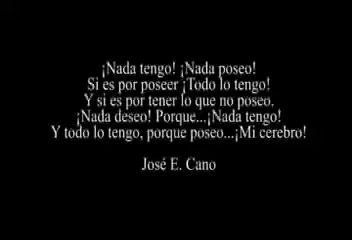 ¡Nada tengo! ¡Nada poseo!
Si es por poseer ¡Todo lo tengo!
Y si es por tener lo que no poseo.
¡Nada deseo! Porque...¡Nada tengo!
Y todo lo tengo, porque poseo...¡Mi cerebro!
José E. Cano